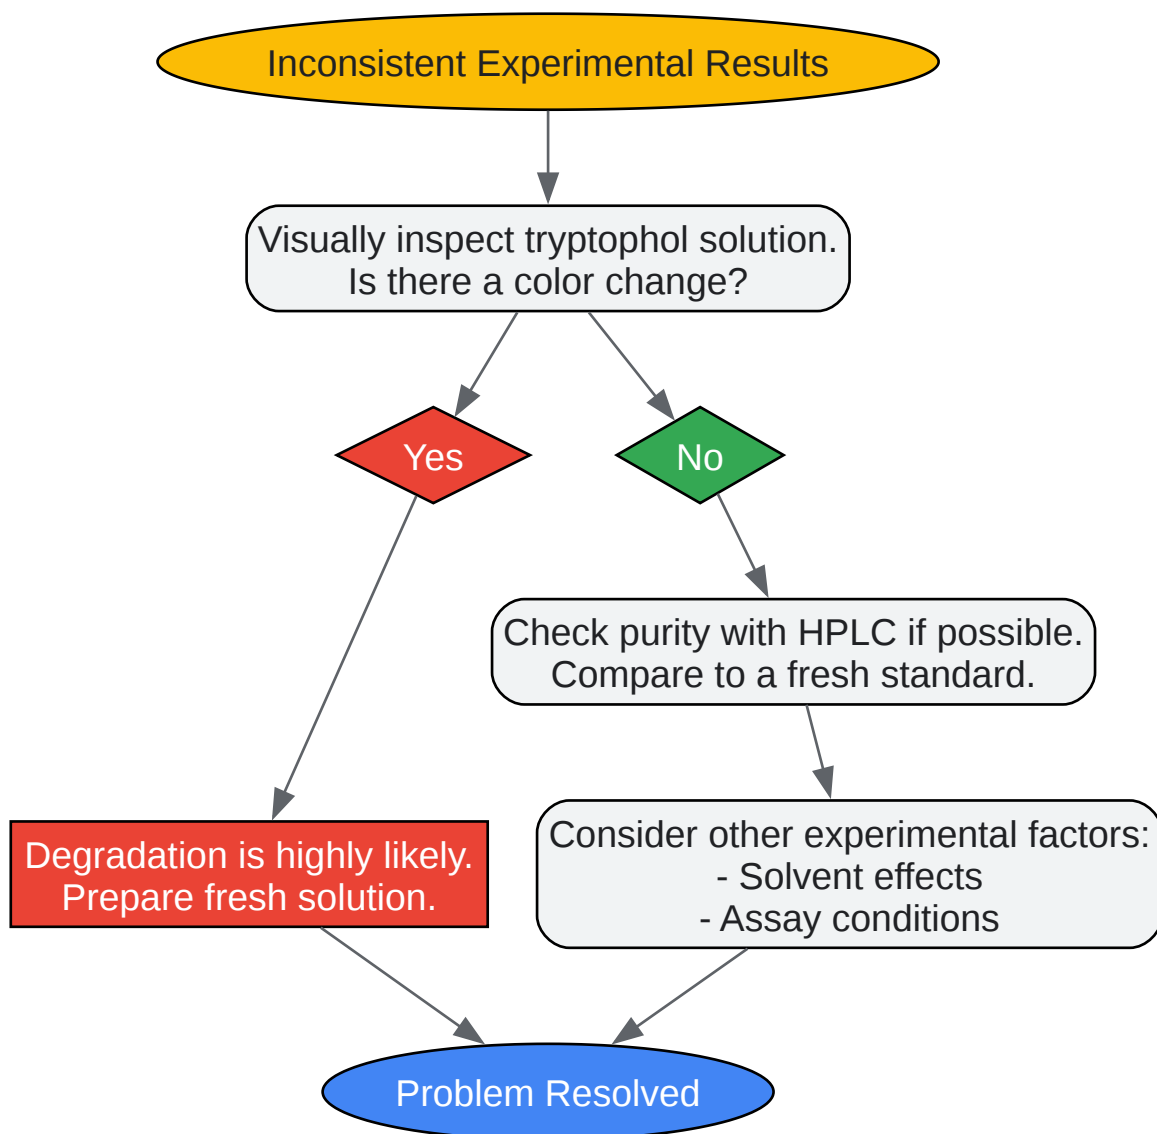 Inconsistent Experimental Results
Visually inspect tryptophol solution.
Is there a color change?
Yes
No
Check purity with HPLC if possible.
Compare to a fresh standard.
Degradation is highly likely.
Prepare fresh solution.
Consider other experimental factors:
- Solvent effects
- Assay conditions
Problem Resolved